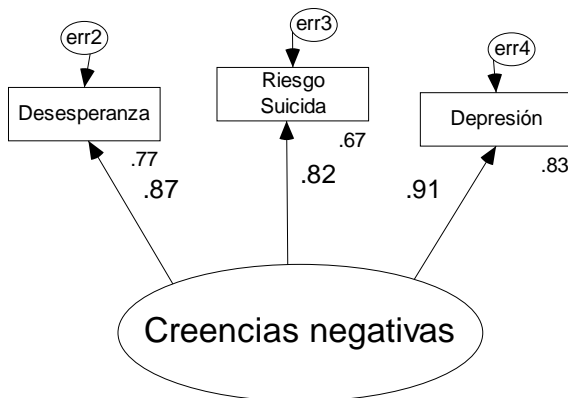 err2
err3
err4
Desesperanza
Riesgo
Suicida
Depresión
.77
.67
.83
.87
.82
.91
Creencias negativas